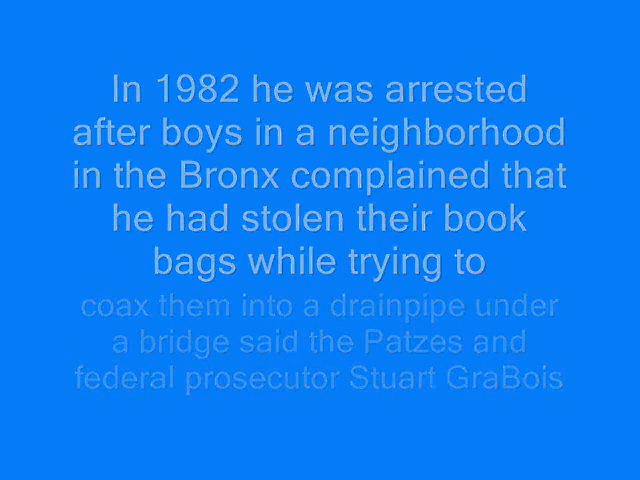 In 1982 he was arrested
after boys in a neighborhood
in the Bronx complained that
he had stolen their book
bags while trying to
coax them into a drainpipe under
a bridge said the Patzes and
federal prosecutor Stuart GraBois